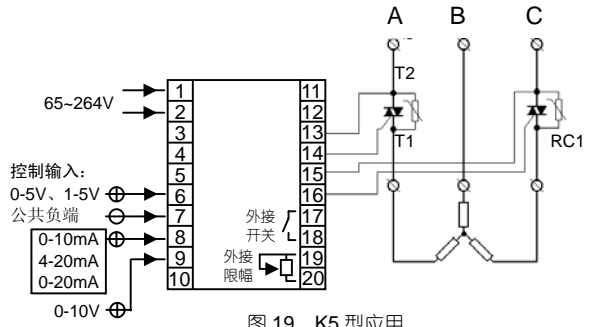 A B C
T2
T1
RC1
65~264V
1 11
2 12
3 13
4 14
5 15
6 16
7 17
8 18
9 19
10 20
控制输入:
0-5V、1-5V
公共负端
0-10mA
4-20mA
0-20mA
0-10V
外接
开关
外接
限幅
图 19 K5 型应用